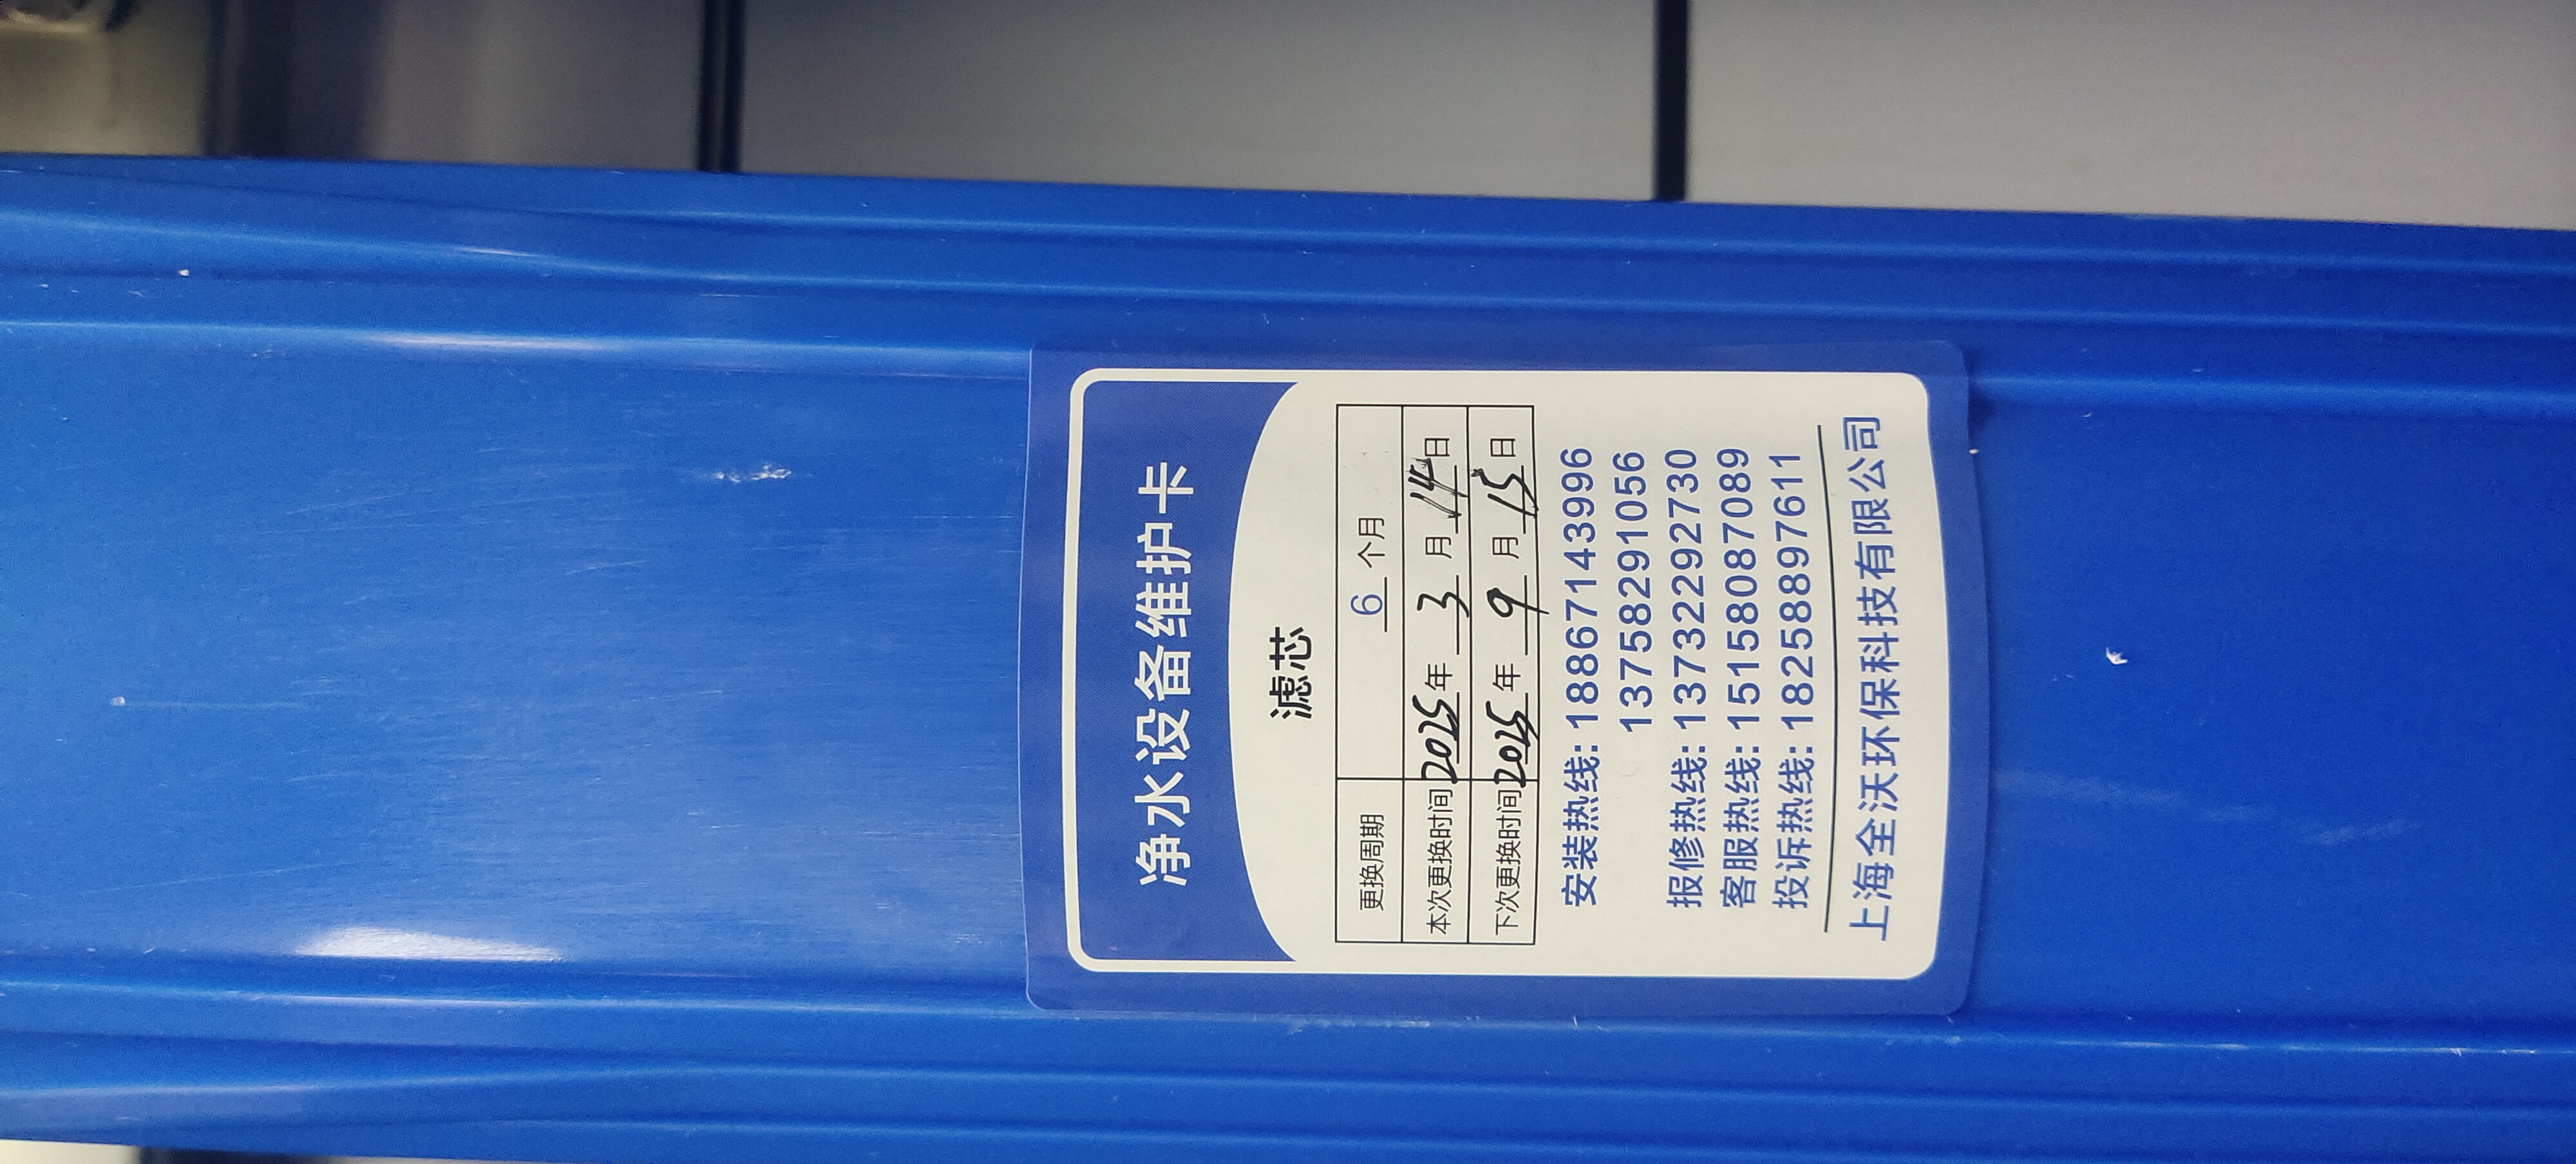 净水设备维护卡
滤芯
更换周期 6 个月
本次更换时间 2025 年 3 月 14 日
下次更换时间 2025 年 9 月 15 日
安装热线: 18867143996
13758291056
报修热线: 13732292730
客服热线: 15158087089
投诉热线: 18258897611
上海全沃环保科技有限公司